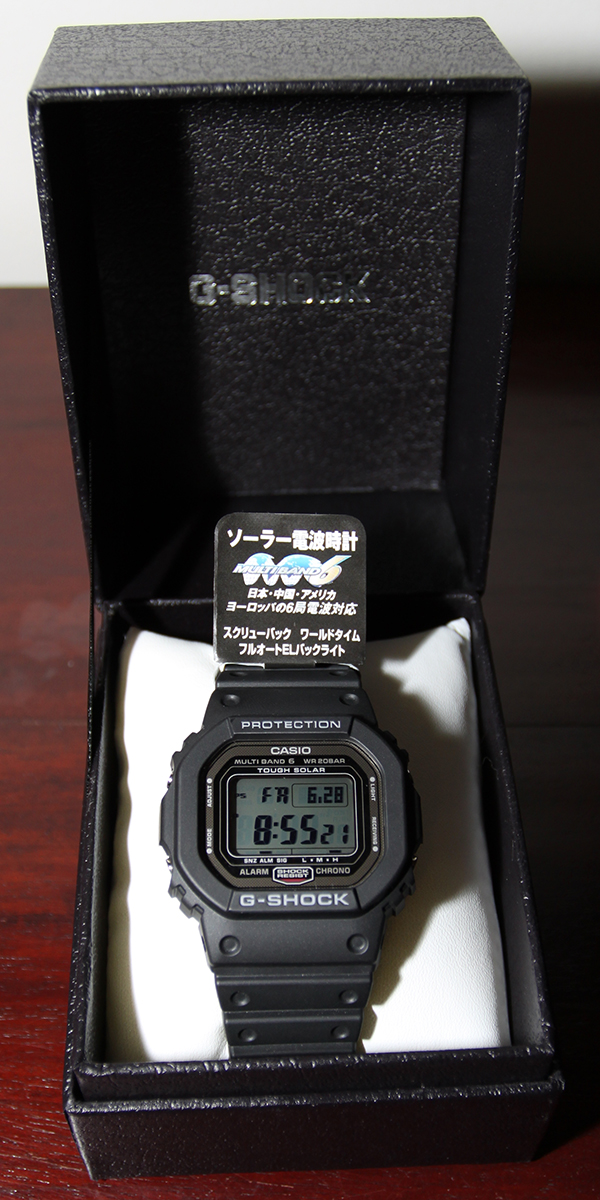 G-SHOCK
ソーラー電波時計
MULTI BAND 6
日本・中国・アメリカ
ヨーロッパの6局電波対応
スクリューバック ワールドタイム
フルオートELバックライト
PROTECTION
CASIO
MULTI BAND 6 WR 20BAR
TOUGH SOLAR
ADJUST
LIGHT
PS FR 6.28
8:55 21
MODE
RECEIVING
SNZ ALM SIG L • M • H
ALARM SHOCK RESIST CHRONO
G-SHOCK